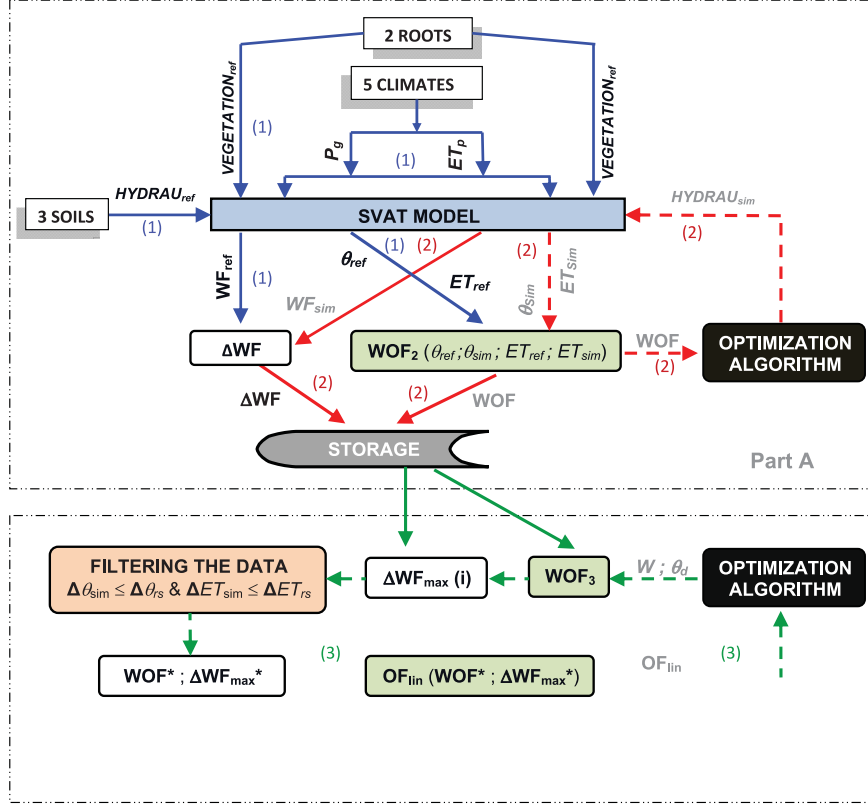 2 ROOTS
5 CLIMATES
VEGETATION_ref
VEGETATION_ref
(1)
P_g
(1)
ET_p
HYDRAU_ref
HYDRAU_sim
3 SOILS
(1)
SVAT MODEL
(2)
WF_ref
(1)
θ_ref
(1)
(2)
(2)
ET_Sim
WF_sim
ET_ref
θ_Sim
ΔWF
WOF₂ (θ_ref ; θ_sim ; ET_ref ; ET_sim)
WOF
(2)
OPTIMIZATION
ALGORITHM
ΔWF
(2)
(2)
WOF
STORAGE
Part A
FILTERING THE DATA
Δθ_sim ≤ Δθ_rs & ΔET_sim ≤ ΔET_rs
ΔWF_max (i)
WOF₃
W ; θ_d
OPTIMIZATION
ALGORITHM
WOF* ; ΔWF_max*
(3)
OF_lin (WOF* ; ΔWF_max*)
OF_lin
(3)